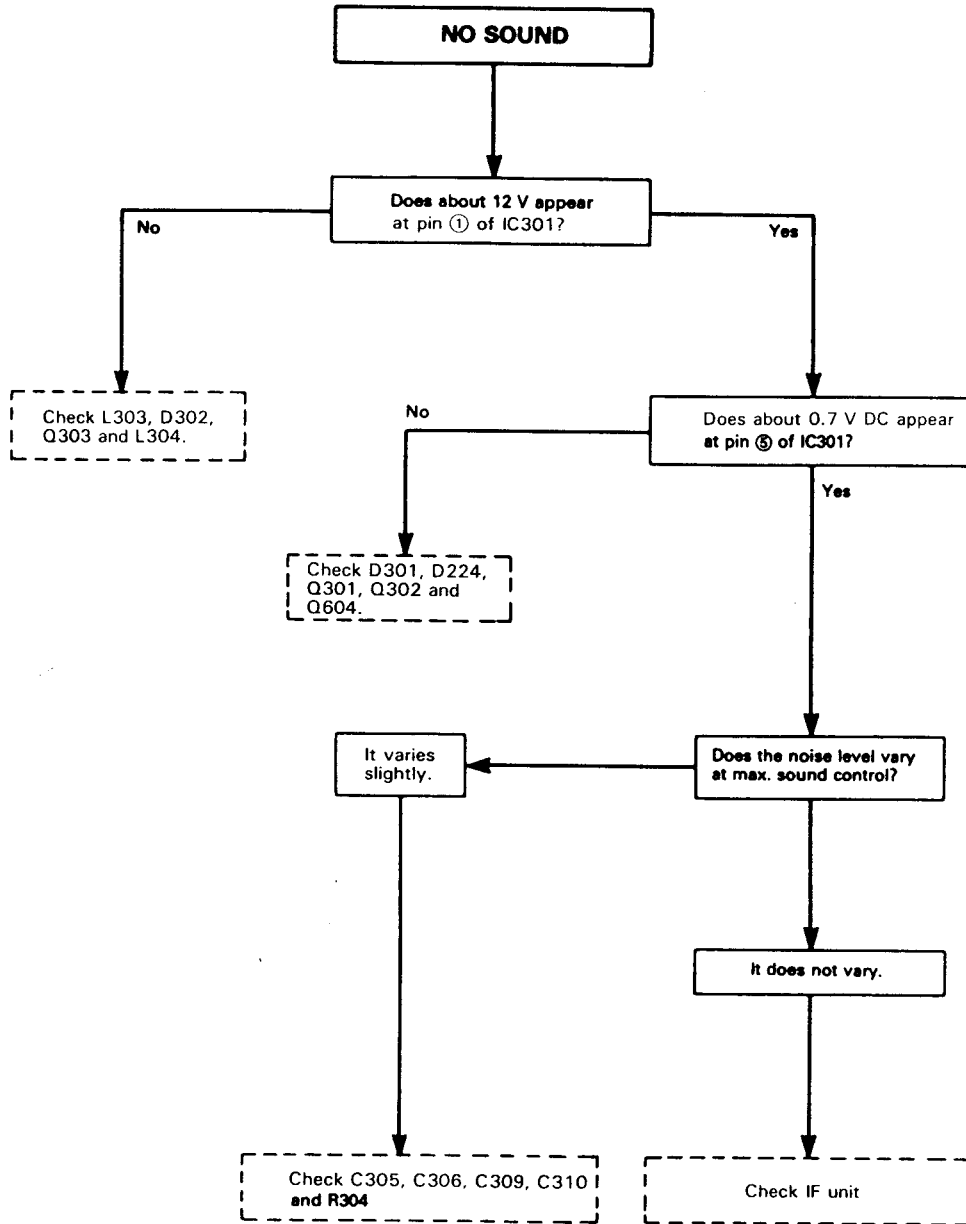 NO SOUND
Does about 12 V appear
at pin ① of IC301?
No
Yes
Check L303, D302,
Q303 and L304.
No
Does about 0.7 V DC appear
at pin ⑤ of IC301?
Yes
Check D301, D224,
Q301, Q302 and
Q604.
It varies
slightly.
Does the noise level vary
at max. sound control?
It does not vary.
Check C305, C306, C309, C310
and R304
Check IF unit